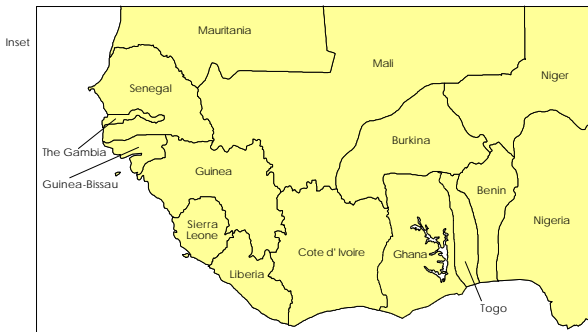 Mauritania
Inset
Mali
Niger
Senegal
Burkina
The Gambia
Guinea
Guinea-Bissau
Benin
Nigeria
Sierra
Leone
Cote d' Ivoire
Ghana
Liberia
Togo